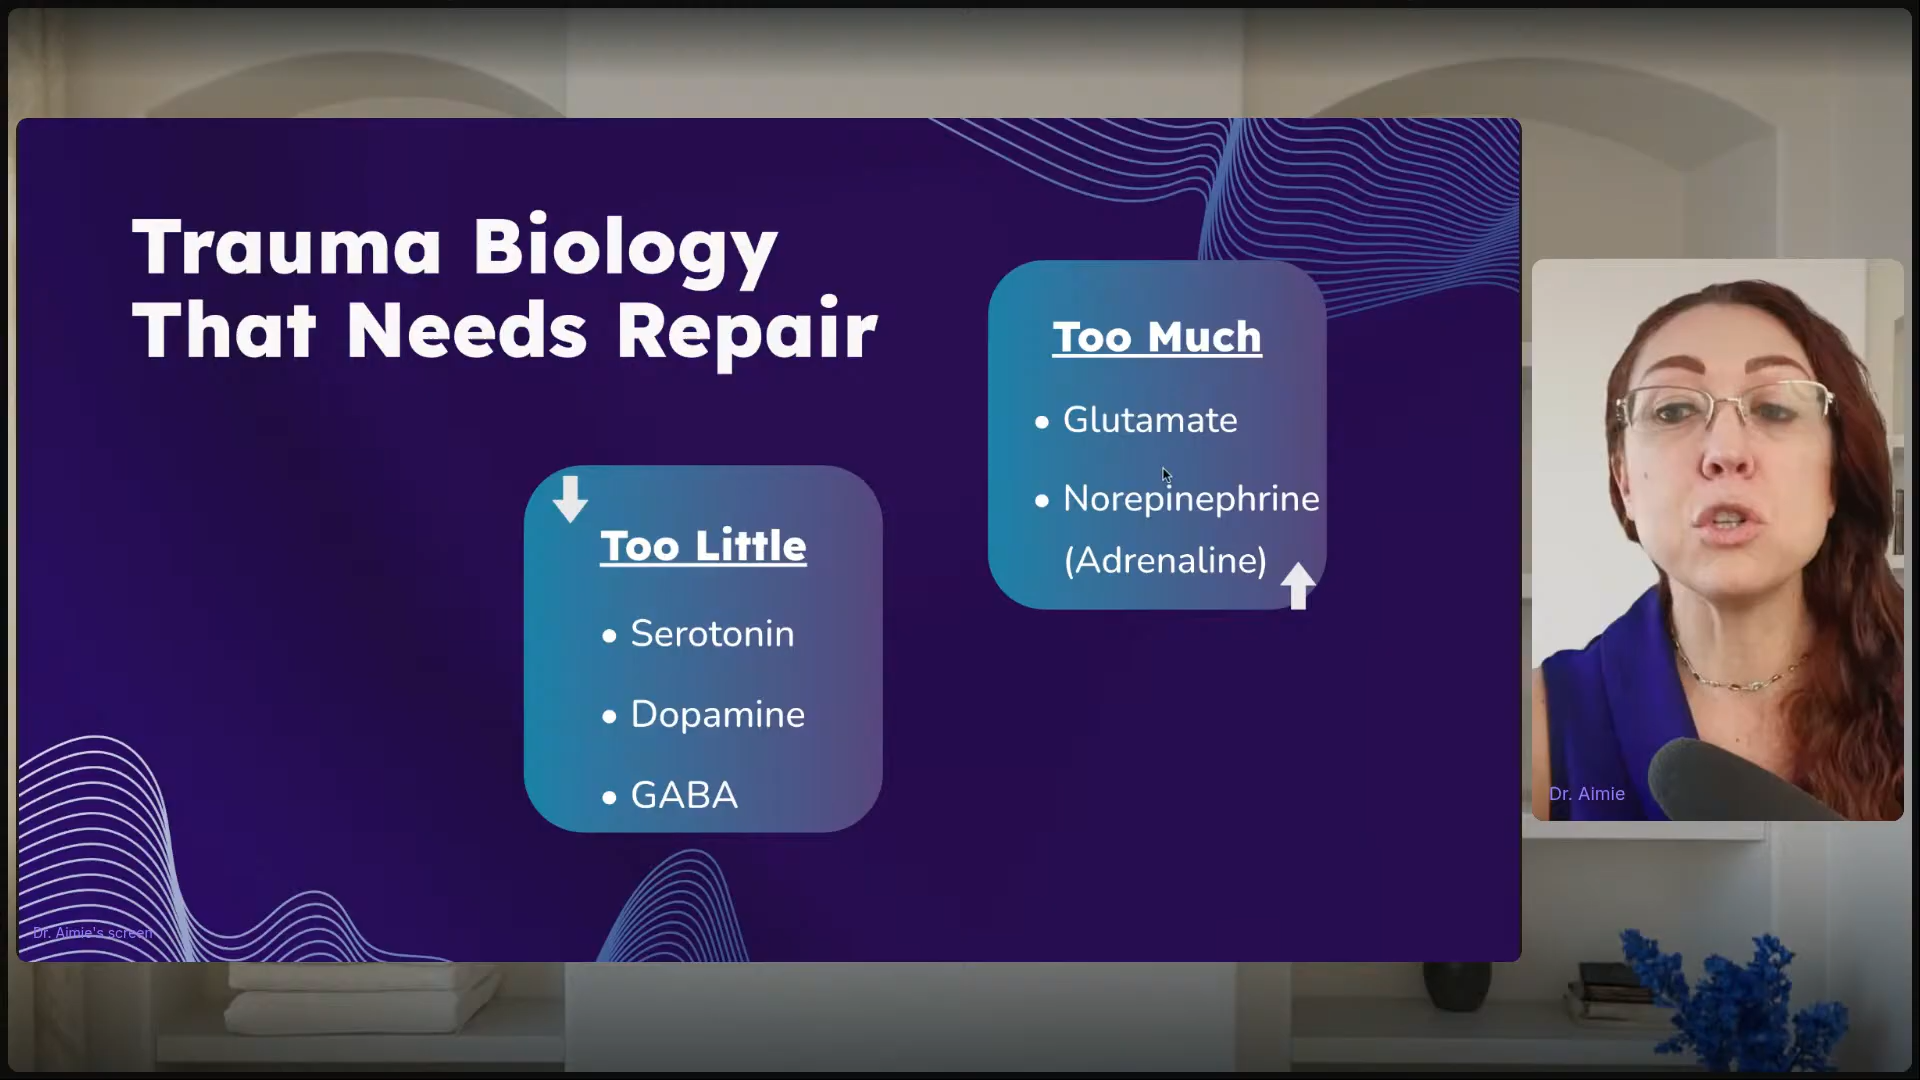 Trauma Biology
That Needs Repair
Too Much
• Glutamate
• Norepinephrine
(Adrenaline)
Too Little
• Serotonin
• Dopamine
• GABA
Dr. Aimie
Dr. Aimie's screen